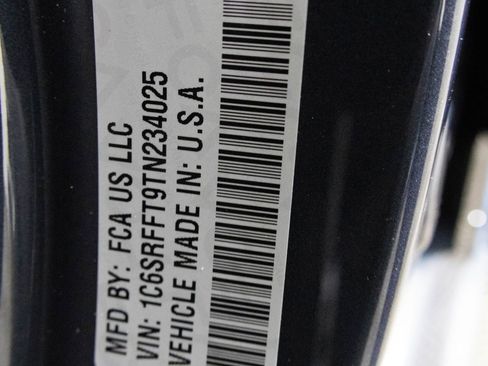 MFD BY: FCA US LLC
VIN: 1C6SRFFT9TN234025
VEHICLE MADE IN: U.S.A.